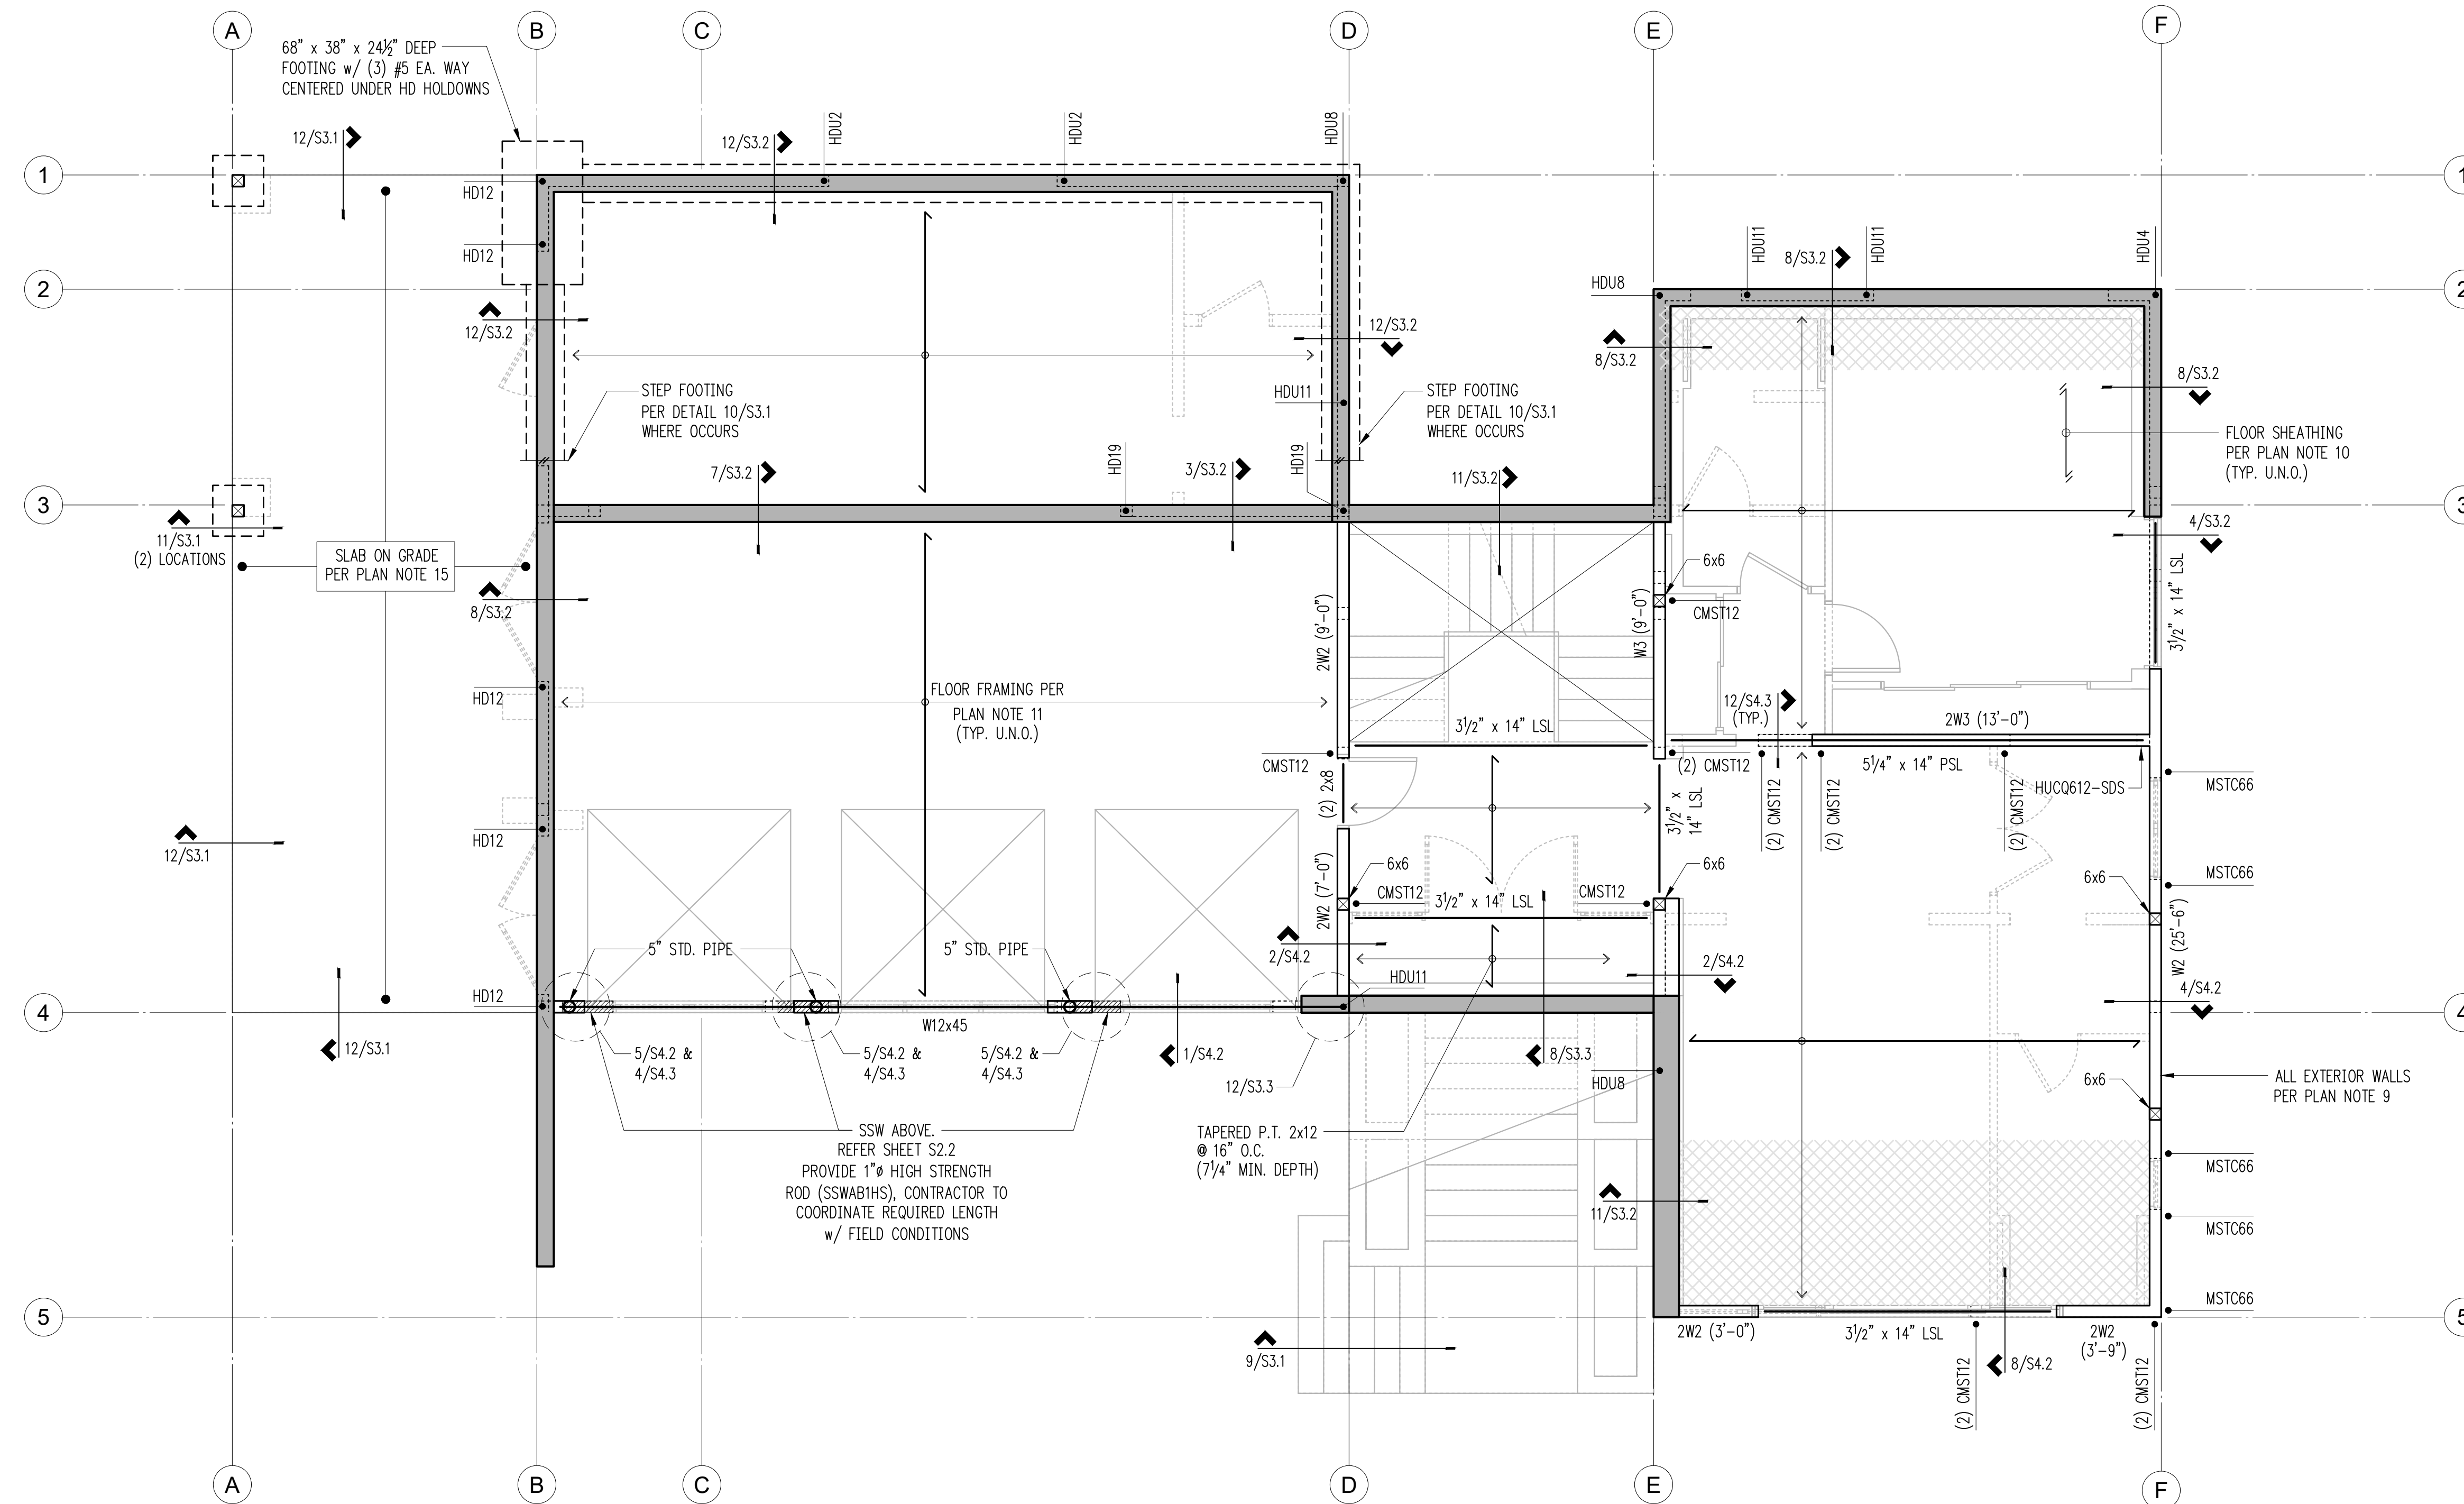 A
B
C
D
E
F
68" x 38" x 24½" DEEP
FOOTING w/ (3) #5 EA. WAY
CENTERED UNDER HD HOLDOWNS
12/S3.1
12/S3.2
HDU2
HDU2
HDU8
1
1
HD12
HD12
HDU11
HDU11
HDU4
8/S3.2
HDU8
2
2
12/S3.2
12/S3.2
8/S3.2
8/S3.2
STEP FOOTING
PER DETAIL 10/S3.1
WHERE OCCURS
HDU11
STEP FOOTING
PER DETAIL 10/S3.1
WHERE OCCURS
FLOOR SHEATHING
PER PLAN NOTE 10
(TYP. U.N.O.)
7/S3.2
HD19
3/S3.2
HD19
11/S3.2
3
3
11/S3.1
(2) LOCATIONS
4/S3.2
SLAB ON GRADE
PER PLAN NOTE 15
8/S3.2
2W2 (9'-0")
W3 (9'-0")
6x6
CMST12
3½" x 14" LSL
HD12
FLOOR FRAMING PER
PLAN NOTE 11
(TYP. U.N.O.)
3½" x 14" LSL
12/S4.3
(TYP.)
2W3 (13'-0")
CMST12
(2) 2x8
(2) CMST12
5¼" x 14" PSL
3½" x
14" LSL
(2) CMST12
(2) CMST12
(2) CMST12
HUCQ612-SDS
MSTC66
HD12
12/S3.1
2W2 (7'-0")
6x6
CMST12
3½" x 14" LSL
CMST12
6x6
6x6
MSTC66
W2 (25'-6")
5" STD. PIPE
5" STD. PIPE
2/S4.2
2/S4.2
HDU11
HD12
4/S4.2
4
4
W12x45
12/S3.1
5/S4.2 &
4/S4.3
5/S4.2 &
4/S4.3
5/S4.2 &
4/S4.3
1/S4.2
12/S3.3
8/S3.3
HDU8
6x6
ALL EXTERIOR WALLS
PER PLAN NOTE 9
SSW ABOVE.
REFER SHEET S2.2
PROVIDE 1"ø HIGH STRENGTH
ROD (SSWAB1HS), CONTRACTOR TO
COORDINATE REQUIRED LENGTH
w/ FIELD CONDITIONS
TAPERED P.T. 2x12
@ 16" O.C.
(7¼" MIN. DEPTH)
MSTC66
11/S3.2
MSTC66
MSTC66
5
5
2W2 (3'-0")
3½" x 14" LSL
2W2
(3'-9")
9/S3.1
(2) CMST12
8/S4.2
(2) CMST12
A
B
C
D
E
F